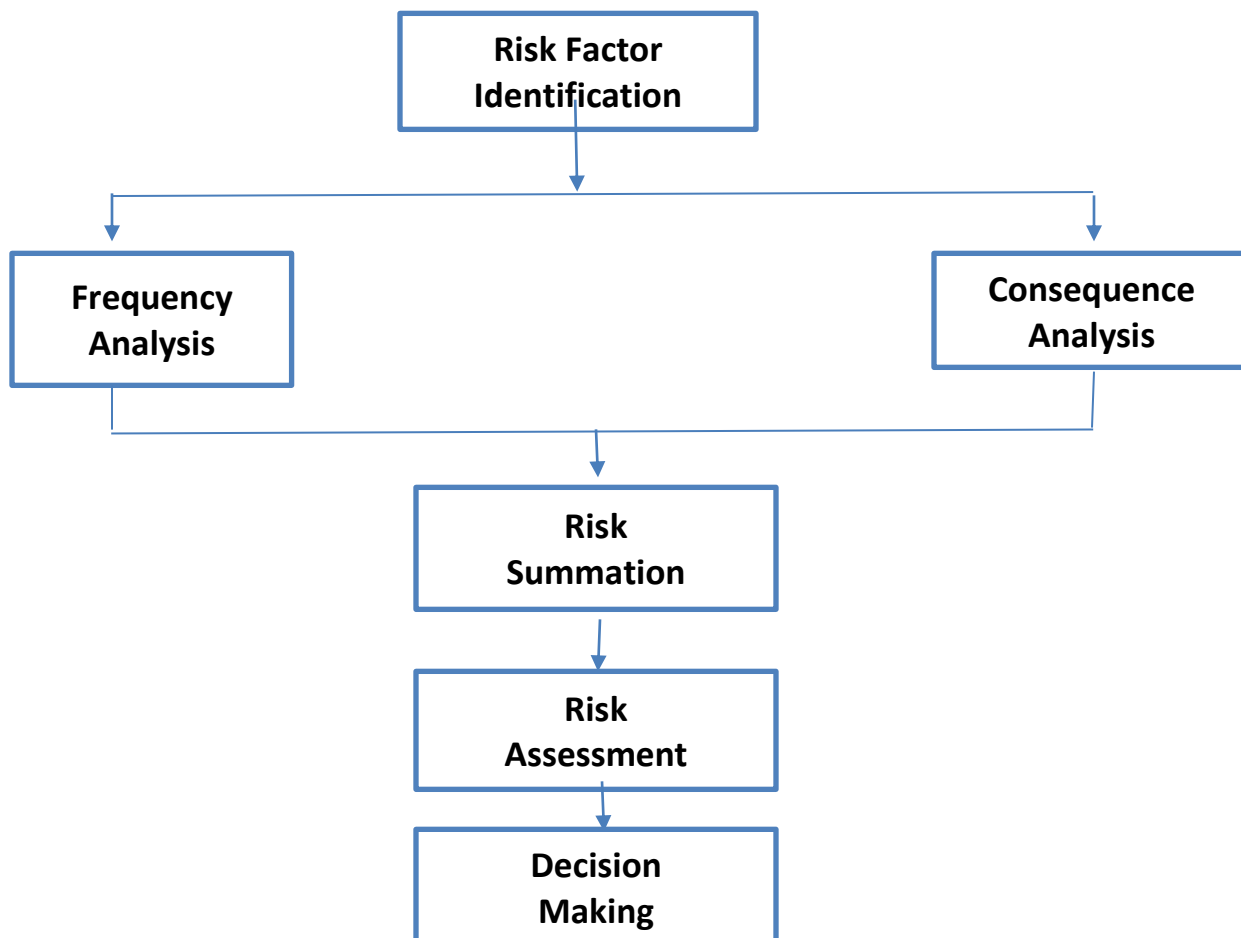 Risk Factor
Identification
Frequency
Analysis
Consequence
Analysis
Risk
Summation
Risk
Assessment
Decision
Making